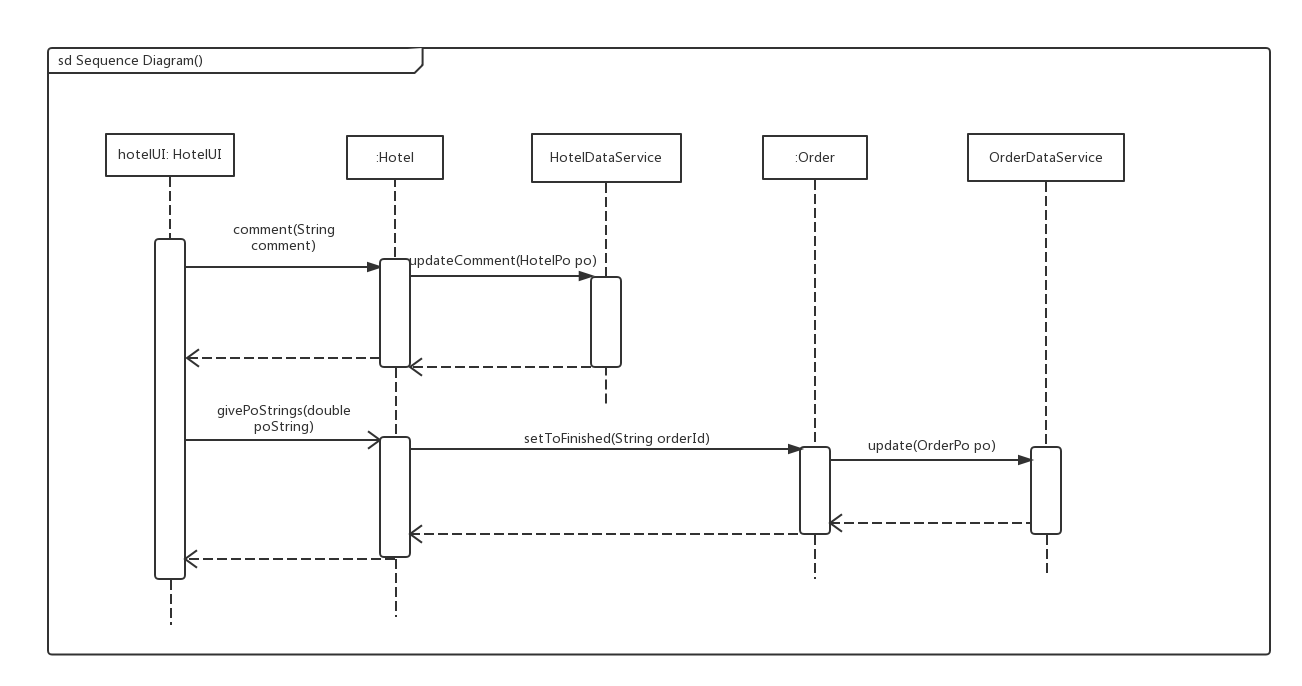 sd Sequence Diagram()
hotelUI: HotelUI
:Hotel
HotelDataService
:Order
OrderDataService
comment(String
comment)
updateComment(HotelPo po)
givePoStrings(double
poString)
setToFinished(String orderId)
update(OrderPo po)